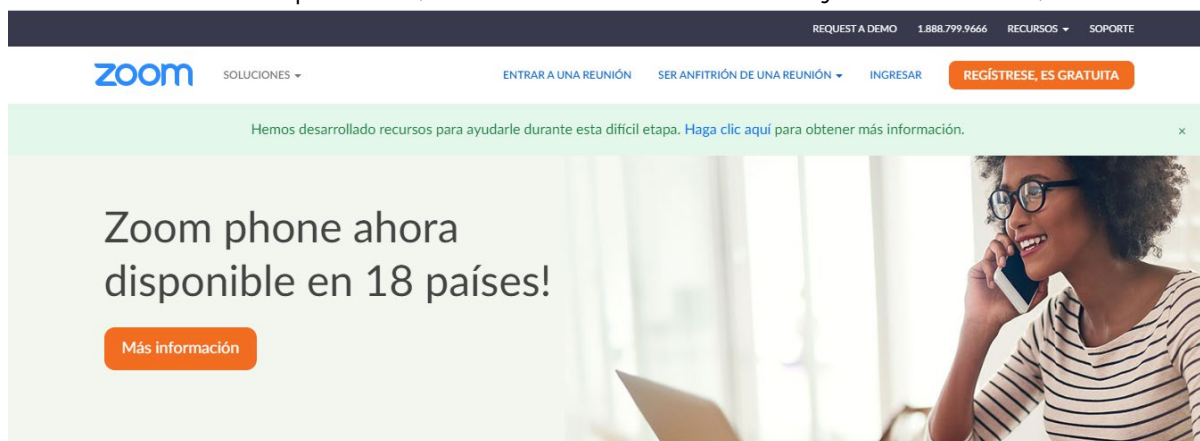 REQUEST A DEMO 1.888.799.9666 RECURSOS SOPORTE
zoom SOLUCIONES ENTRAR A UNA REUNIÓN SER ANFITRIÓN DE UNA REUNIÓN INGRESAR REGÍSTRESE, ES GRATUITA
Hemos desarrollado recursos para ayudarle durante esta difícil etapa. Haga clic aquí para obtener más información. ×
Zoom phone ahora
disponible en 18 países!
Más información